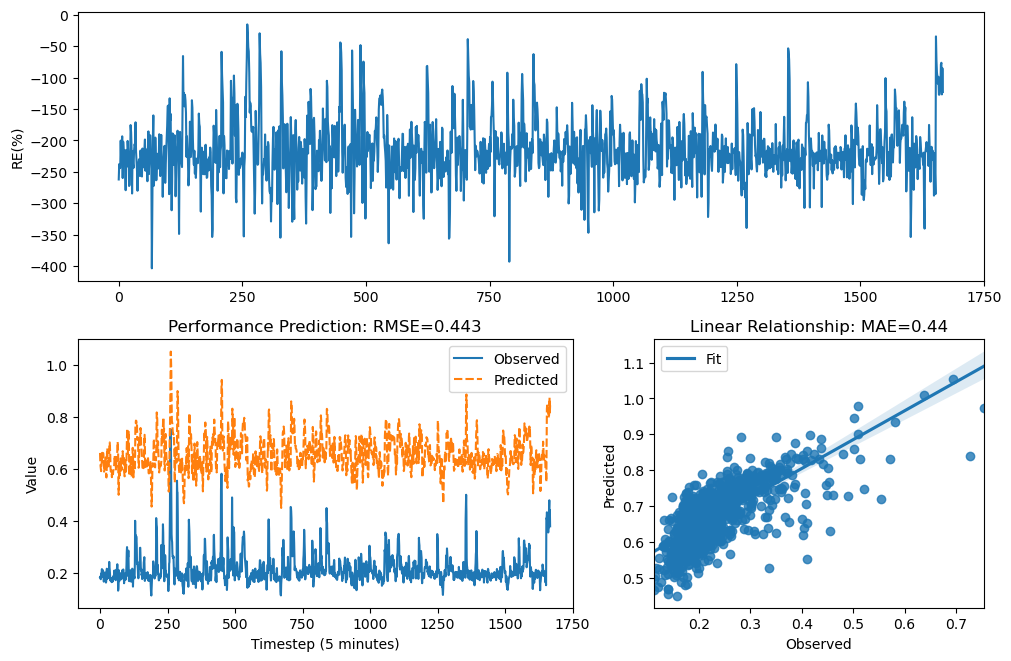 RE(%)
0
−50
−100
−150
−200
−250
−300
−350
−400
0 250 500 750 1000 1250 1500 1750
Performance Prediction: RMSE=0.443
Value
1.0
0.8
0.6
0.4
0.2
Observed
Predicted
0 250 500 750 1000 1250 1500 1750
Timestep (5 minutes)
Linear Relationship: MAE=0.44
Predicted
1.1
1.0
0.9
0.8
0.7
0.6
0.5
Fit
0.2 0.3 0.4 0.5 0.6 0.7
Observed